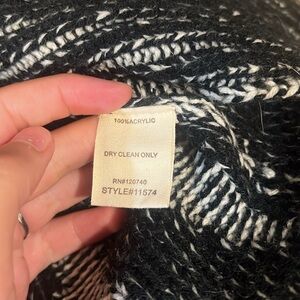 100%ACRYLIC
DRY CLEAN ONLY
RN#120740
STYLE#11574